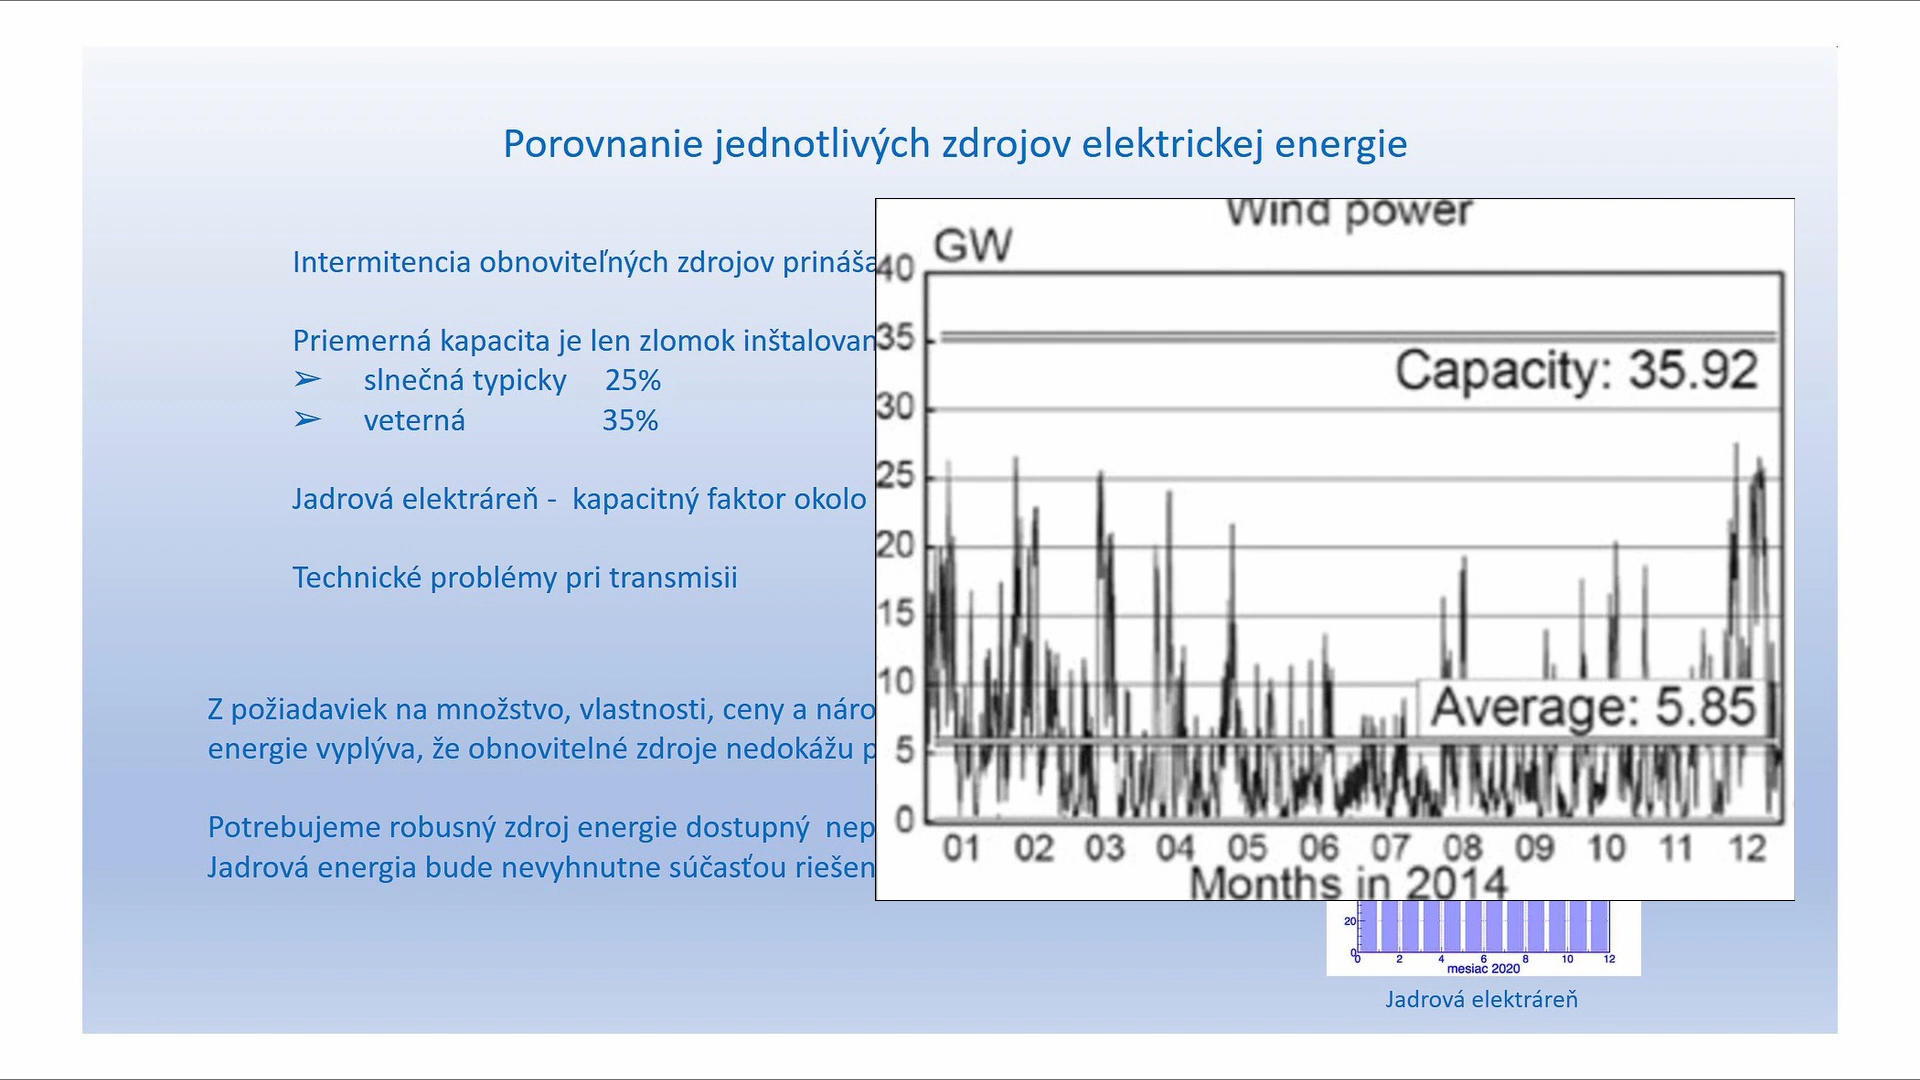 Porovnanie jednotlivých zdrojov elektrickej energie
Intermitencia obnoviteľných zdrojov prináša
Priemerná kapacita je len zlomok inštalovan
➢ slnečná typicky 25%
➢ veterná 35%
Jadrová elektráreň - kapacitný faktor okolo
Technické problémy pri transmisii
Z požiadaviek na množstvo, vlastnosti, ceny a náro
energie vyplýva, že obnovitelné zdroje nedokážu p
Potrebujeme robusný zdroj energie dostupný nep
Jadrová energia bude nevyhnutne súčasťou riešen
Wind power
GW
40
35
Capacity: 35.92
30
25
20
15
10
Average: 5.85
5
0
01 02 03 04 05 06 07 08 09 10 11 12
Months in 2014
20
0
0 2 4 6 8 10 12
mesiac 2020
Jadrová elektráreň